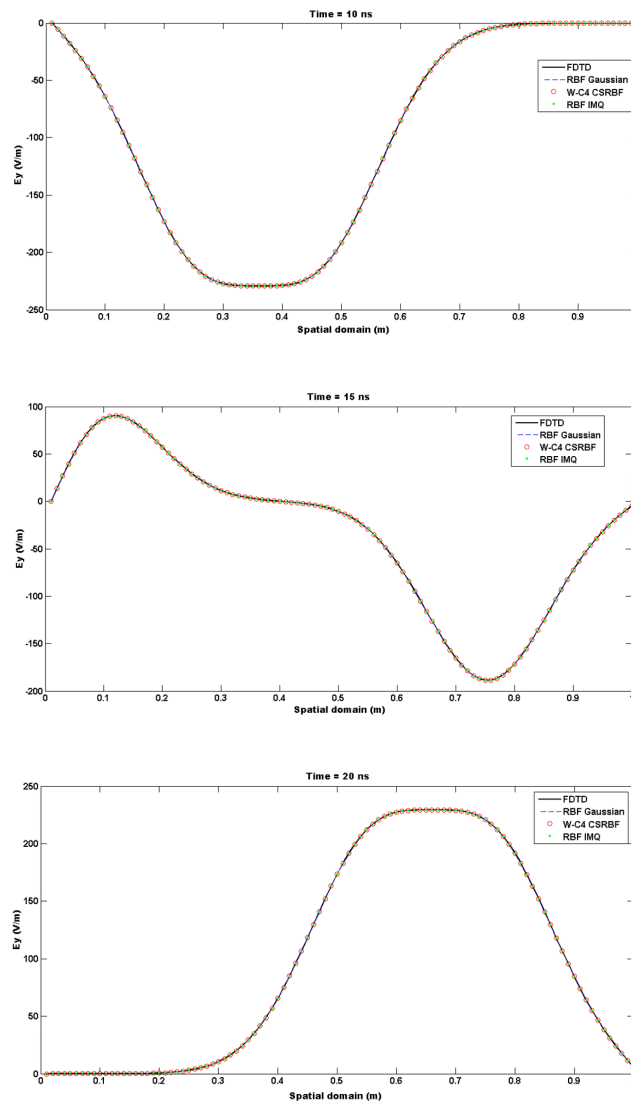 Time = 10 ns
0
-50
-100
-150
-200
-250
Ey (V/m)
FDTD
RBF Gaussian
W-C4 CSRBF
RBF IMQ
0 0.1 0.2 0.3 0.4 0.5 0.6 0.7 0.8 0.9
Spatial domain (m)
Time = 15 ns
100
50
0
-50
-100
-150
-200
Ey (V/m)
FDTD
RBF Gaussian
W-C4 CSRBF
RBF IMQ
0 0.1 0.2 0.3 0.4 0.5 0.6 0.7 0.8 0.9
Spatial domain (m)
Time = 20 ns
250
200
150
100
50
0
Ey (V/m)
FDTD
RBF Gaussian
W-C4 CSRBF
RBF IMQ
0 0.1 0.2 0.3 0.4 0.5 0.6 0.7 0.8 0.9
Spatial domain (m)